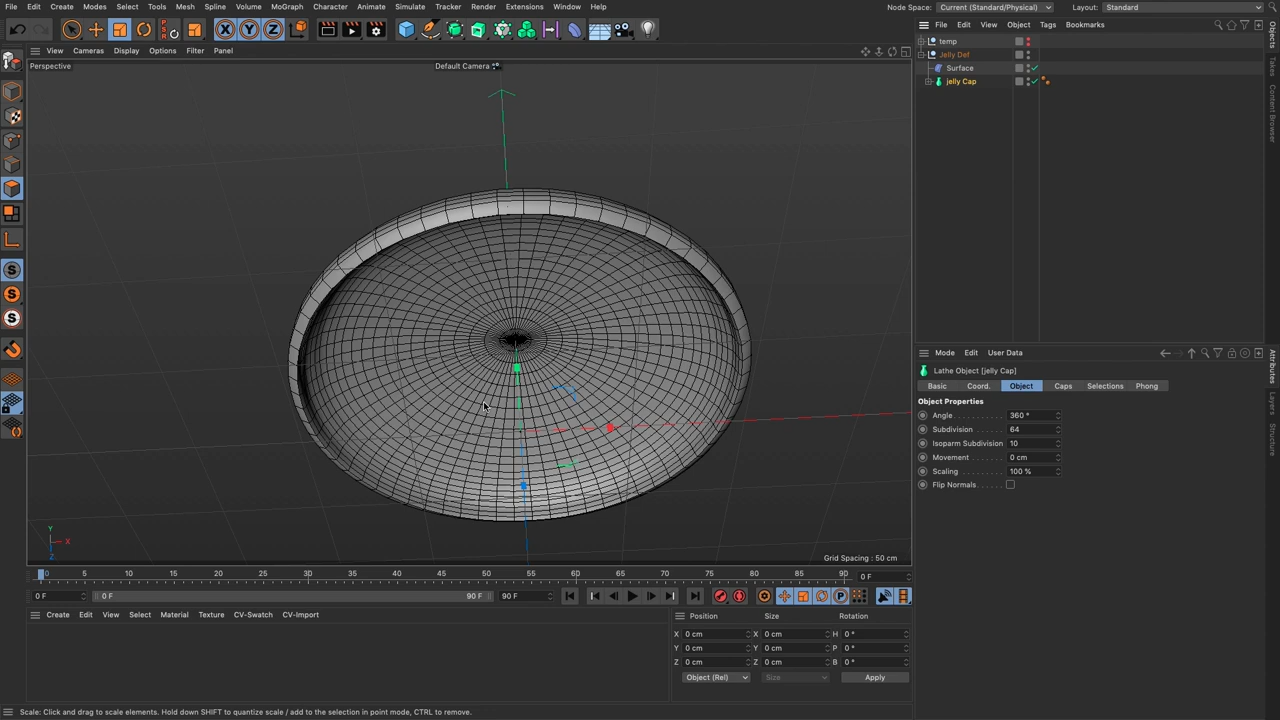 File Edit Create Modes Select Tools Mesh Spline Volume MoGraph Character Animate Simulate Tracker Render Extensions Window Help
Node Space: Current (Standard/Physical) Layout: Standard
X Y Z
View Cameras Display Options Filter Panel
File Edit View Object Tags Bookmarks
Perspective
Default Camera
temp
Jelly Def
Surface
jelly Cap
Objects
Takes
Content Browser
Mode Edit User Data
Lathe Object [jelly Cap]
Basic Coord. Object Caps Selections Phong
Object Properties
Angle 360 °
Subdivision 64
Isoparm Subdivision 10
Movement 0 cm
Scaling 100 %
Flip Normals
Attributes
Layers
Structure
Y
X
Z
Grid Spacing : 50 cm
0 5 10 15 20 25 30 35 40 45 50 55 60 65 70 75 80 85 90 0 F
0 F 0 F 90 F 90 F
Create Edit View Select Material Texture CV-Swatch CV-Import
Position Size Rotation
X 0 cm X 0 cm H 0 °
Y 0 cm Y 0 cm P 0 °
Z 0 cm Z 0 cm B 0 °
Object (Rel) Size Apply
Scale: Click and drag to scale elements. Hold down SHIFT to quantize scale / add to the selection in point mode, CTRL to remove.